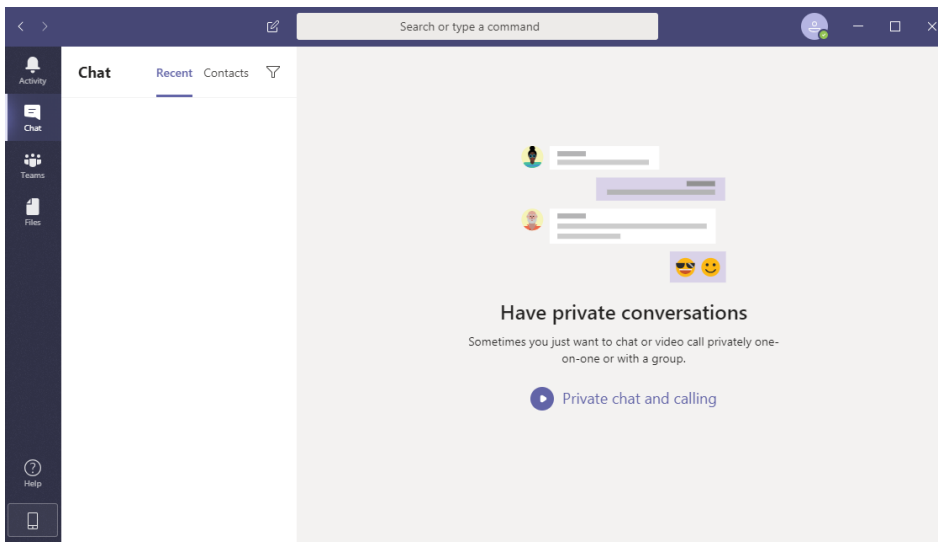 Search or type a command
Activity
Chat
Teams
Files
Help
Chat Recent Contacts
Have private conversations
Sometimes you just want to chat or video call privately one-
on-one or with a group.
Private chat and calling